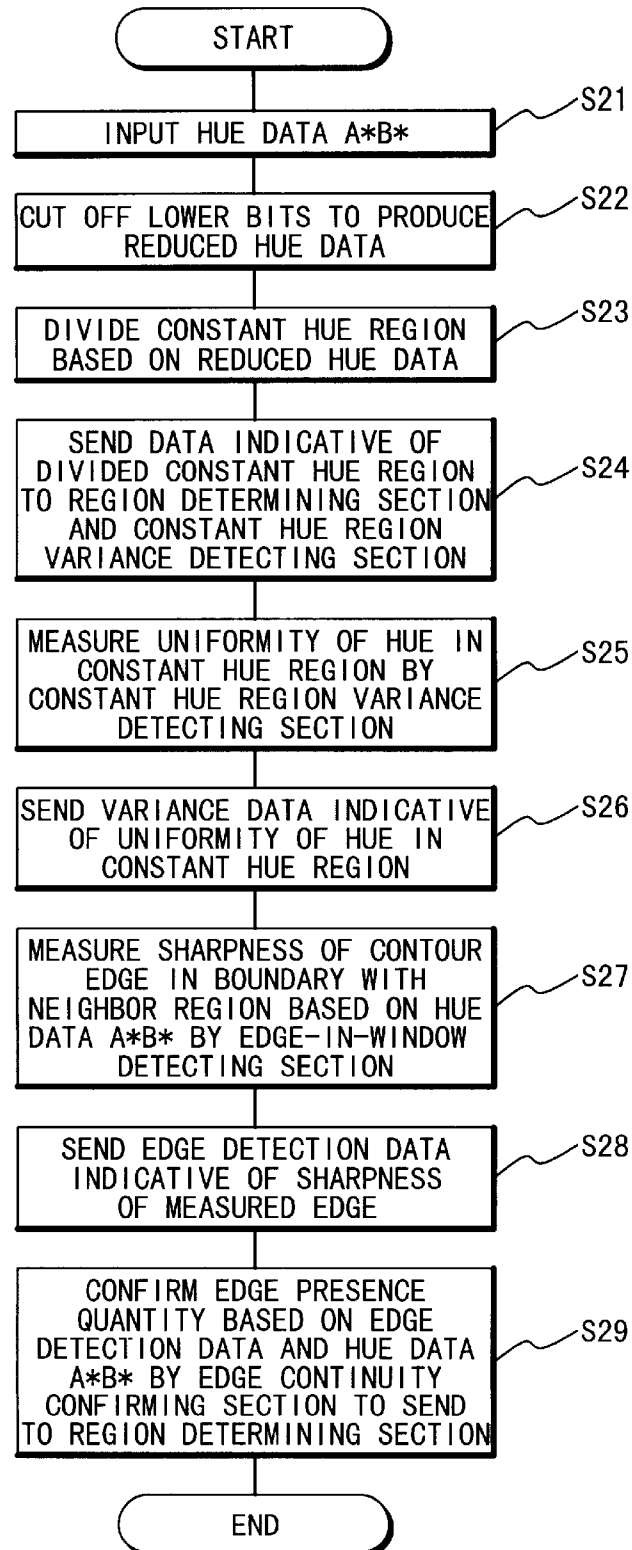 START
S21
INPUT HUE DATA A*B*
S22
CUT OFF LOWER BITS TO PRODUCE
REDUCED HUE DATA
S23
DIVIDE CONSTANT HUE REGION
BASED ON REDUCED HUE DATA
S24
SEND DATA INDICATIVE OF
DIVIDED CONSTANT HUE REGION
TO REGION DETERMINING SECTION
AND CONSTANT HUE REGION
VARIANCE DETECTING SECTION
S25
MEASURE UNIFORMITY OF HUE IN
CONSTANT HUE REGION BY
CONSTANT HUE REGION VARIANCE
DETECTING SECTION
S26
SEND VARIANCE DATA INDICATIVE
OF UNIFORMITY OF HUE IN
CONSTANT HUE REGION
S27
MEASURE SHARPNESS OF CONTOUR
EDGE IN BOUNDARY WITH
NEIGHBOR REGION BASED ON HUE
DATA A*B* BY EDGE-IN-WINDOW
DETECTING SECTION
S28
SEND EDGE DETECTION DATA
INDICATIVE OF SHARPNESS
OF MEASURED EDGE
S29
CONFIRM EDGE PRESENCE
QUANTITY BASED ON EDGE
DETECTION DATA AND HUE DATA
A*B* BY EDGE CONTINUITY
CONFIRMING SECTION TO SEND
TO REGION DETERMINING SECTION
END